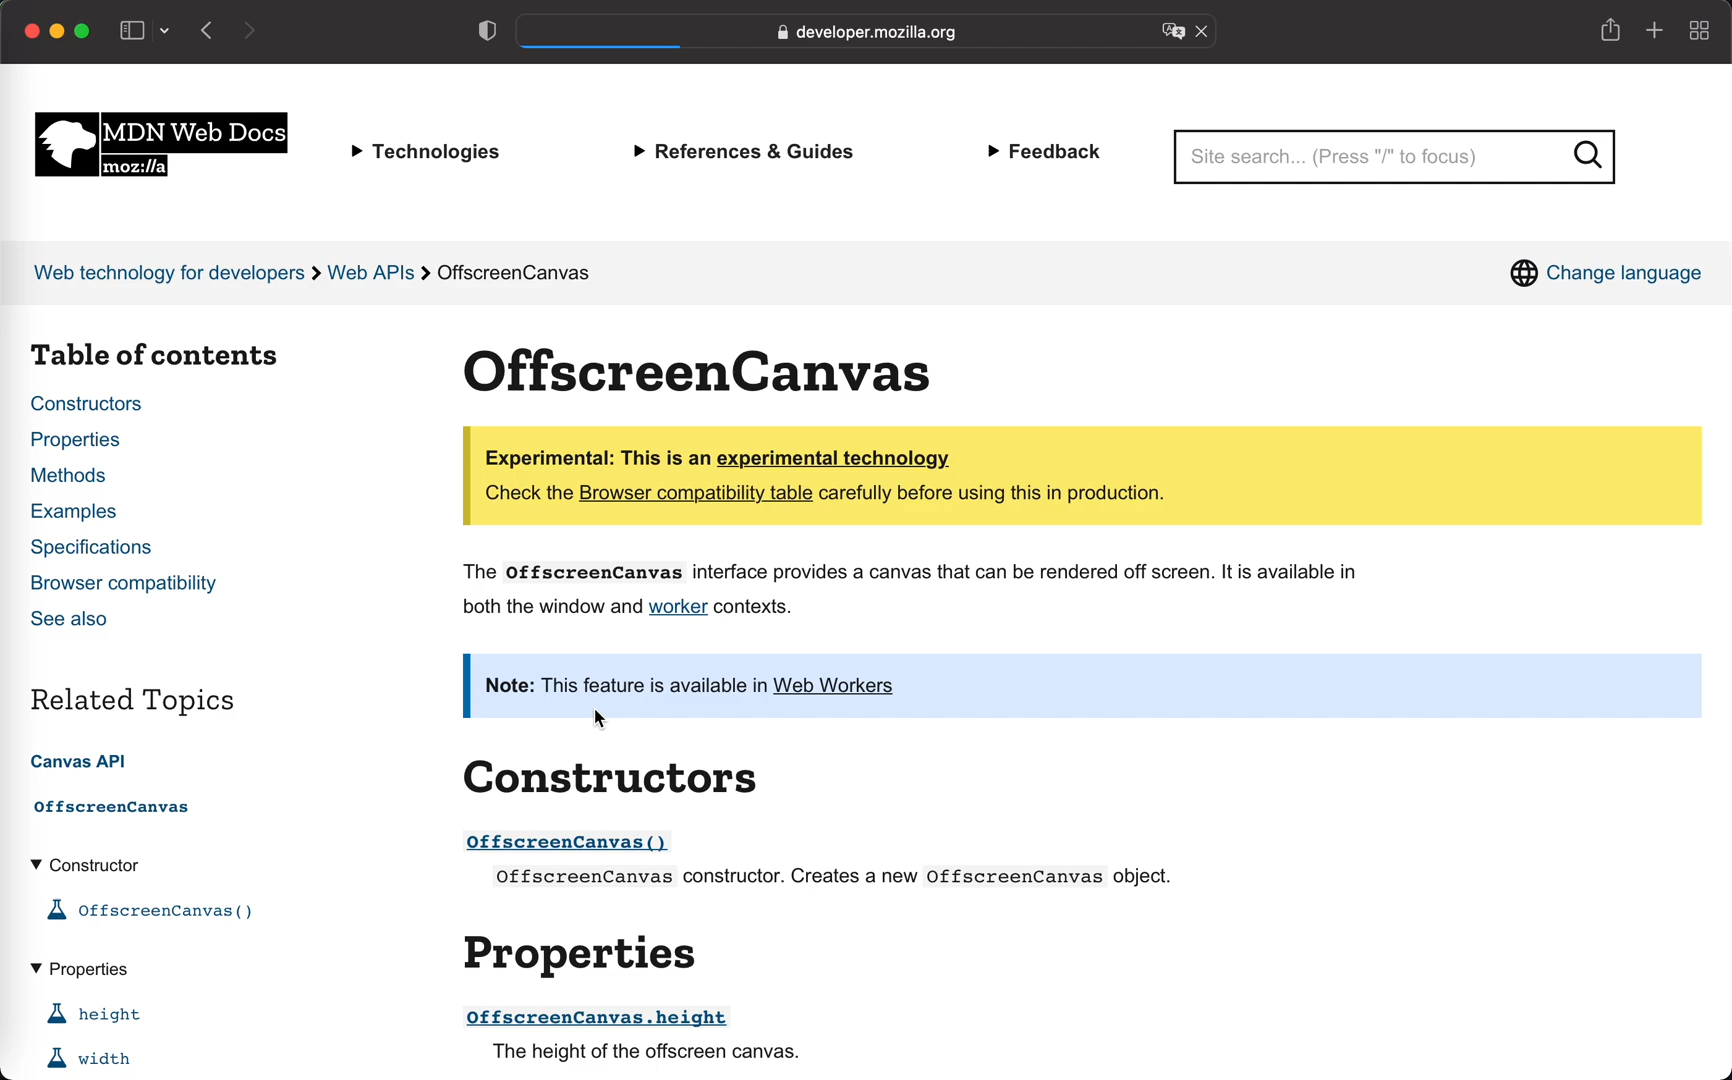 developer.mozilla.org
MDN Web Docs
moz://a
Technologies
References & Guides
Feedback
Site search... (Press "/" to focus)
Web technology for developers
Web APIs
OffscreenCanvas
Change language
Table of contents
Constructors
Properties
Methods
Examples
Specifications
Browser compatibility
See also
Related Topics
Canvas API
OffscreenCanvas
Constructor
OffscreenCanvas()
Properties
height
width
OffscreenCanvas
Experimental: This is an experimental technology
Check the Browser compatibility table carefully before using this in production.
The OffscreenCanvas interface provides a canvas that can be rendered off screen. It is available in
both the window and worker contexts.
Note: This feature is available in Web Workers
Constructors
OffscreenCanvas()
OffscreenCanvas constructor. Creates a new OffscreenCanvas object.
Properties
OffscreenCanvas.height
The height of the offscreen canvas.